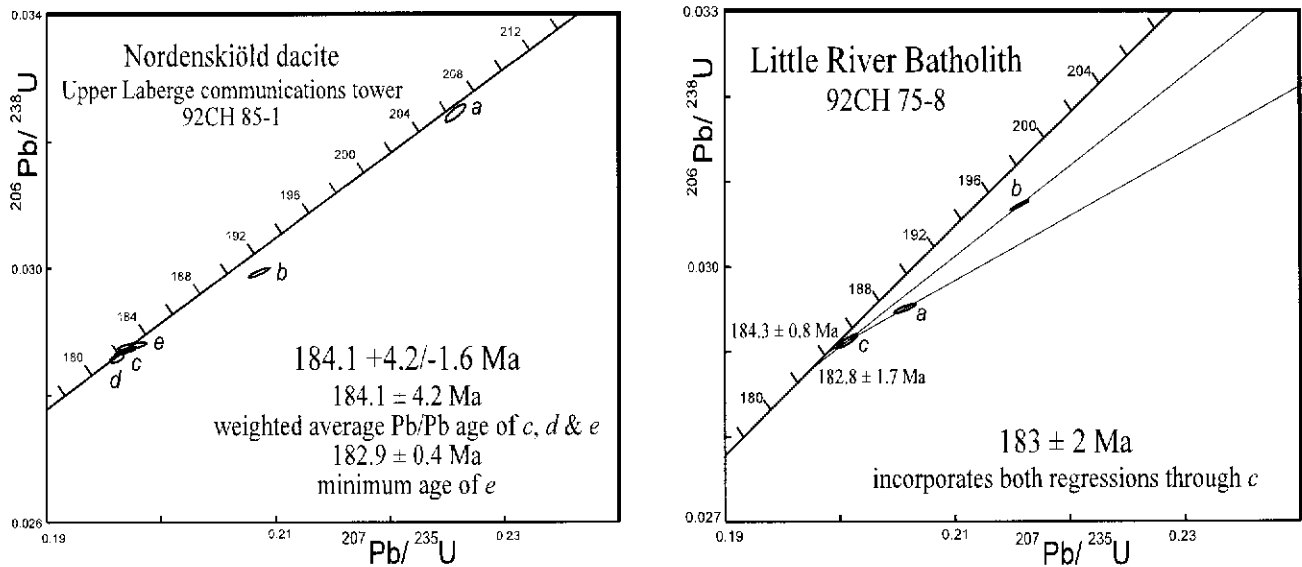 0.034
Nordenskiöld dacite
Upper Laberge communications tower
92CH 85-1
206Pb/ 238U
212
208
204
200
195
192
188
184
180
a
b
c
d
e
0.030
184.1 +4.2/-1.6 Ma
184.1 ± 4.2 Ma
weighted average Pb/Pb age of c, d & e
182.9 ± 0.4 Ma
minimum age of e
0.026
0.19
0.21
0.23
207Pb/ 235U
0.033
Little River Batholith
92CH 75-8
206Pb/ 238U
204
200
196
192
188
180
b
a
c
0.030
184.3 ± 0.8 Ma
182.8 ± 1.7 Ma
183 ± 2 Ma
incorporates both regressions through c
0.027
0.19
0.21
0.23
207Pb/ 235U